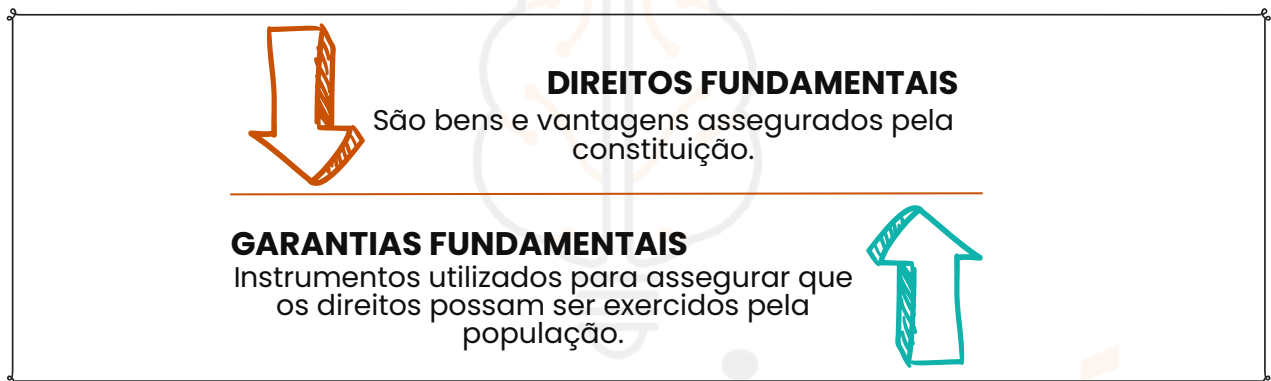 DIREITOS FUNDAMENTAIS
São bens e vantagens assegurados pela
constituição.
GARANTIAS FUNDAMENTAIS
Instrumentos utilizados para assegurar que
os direitos possam ser exercidos pela
população.